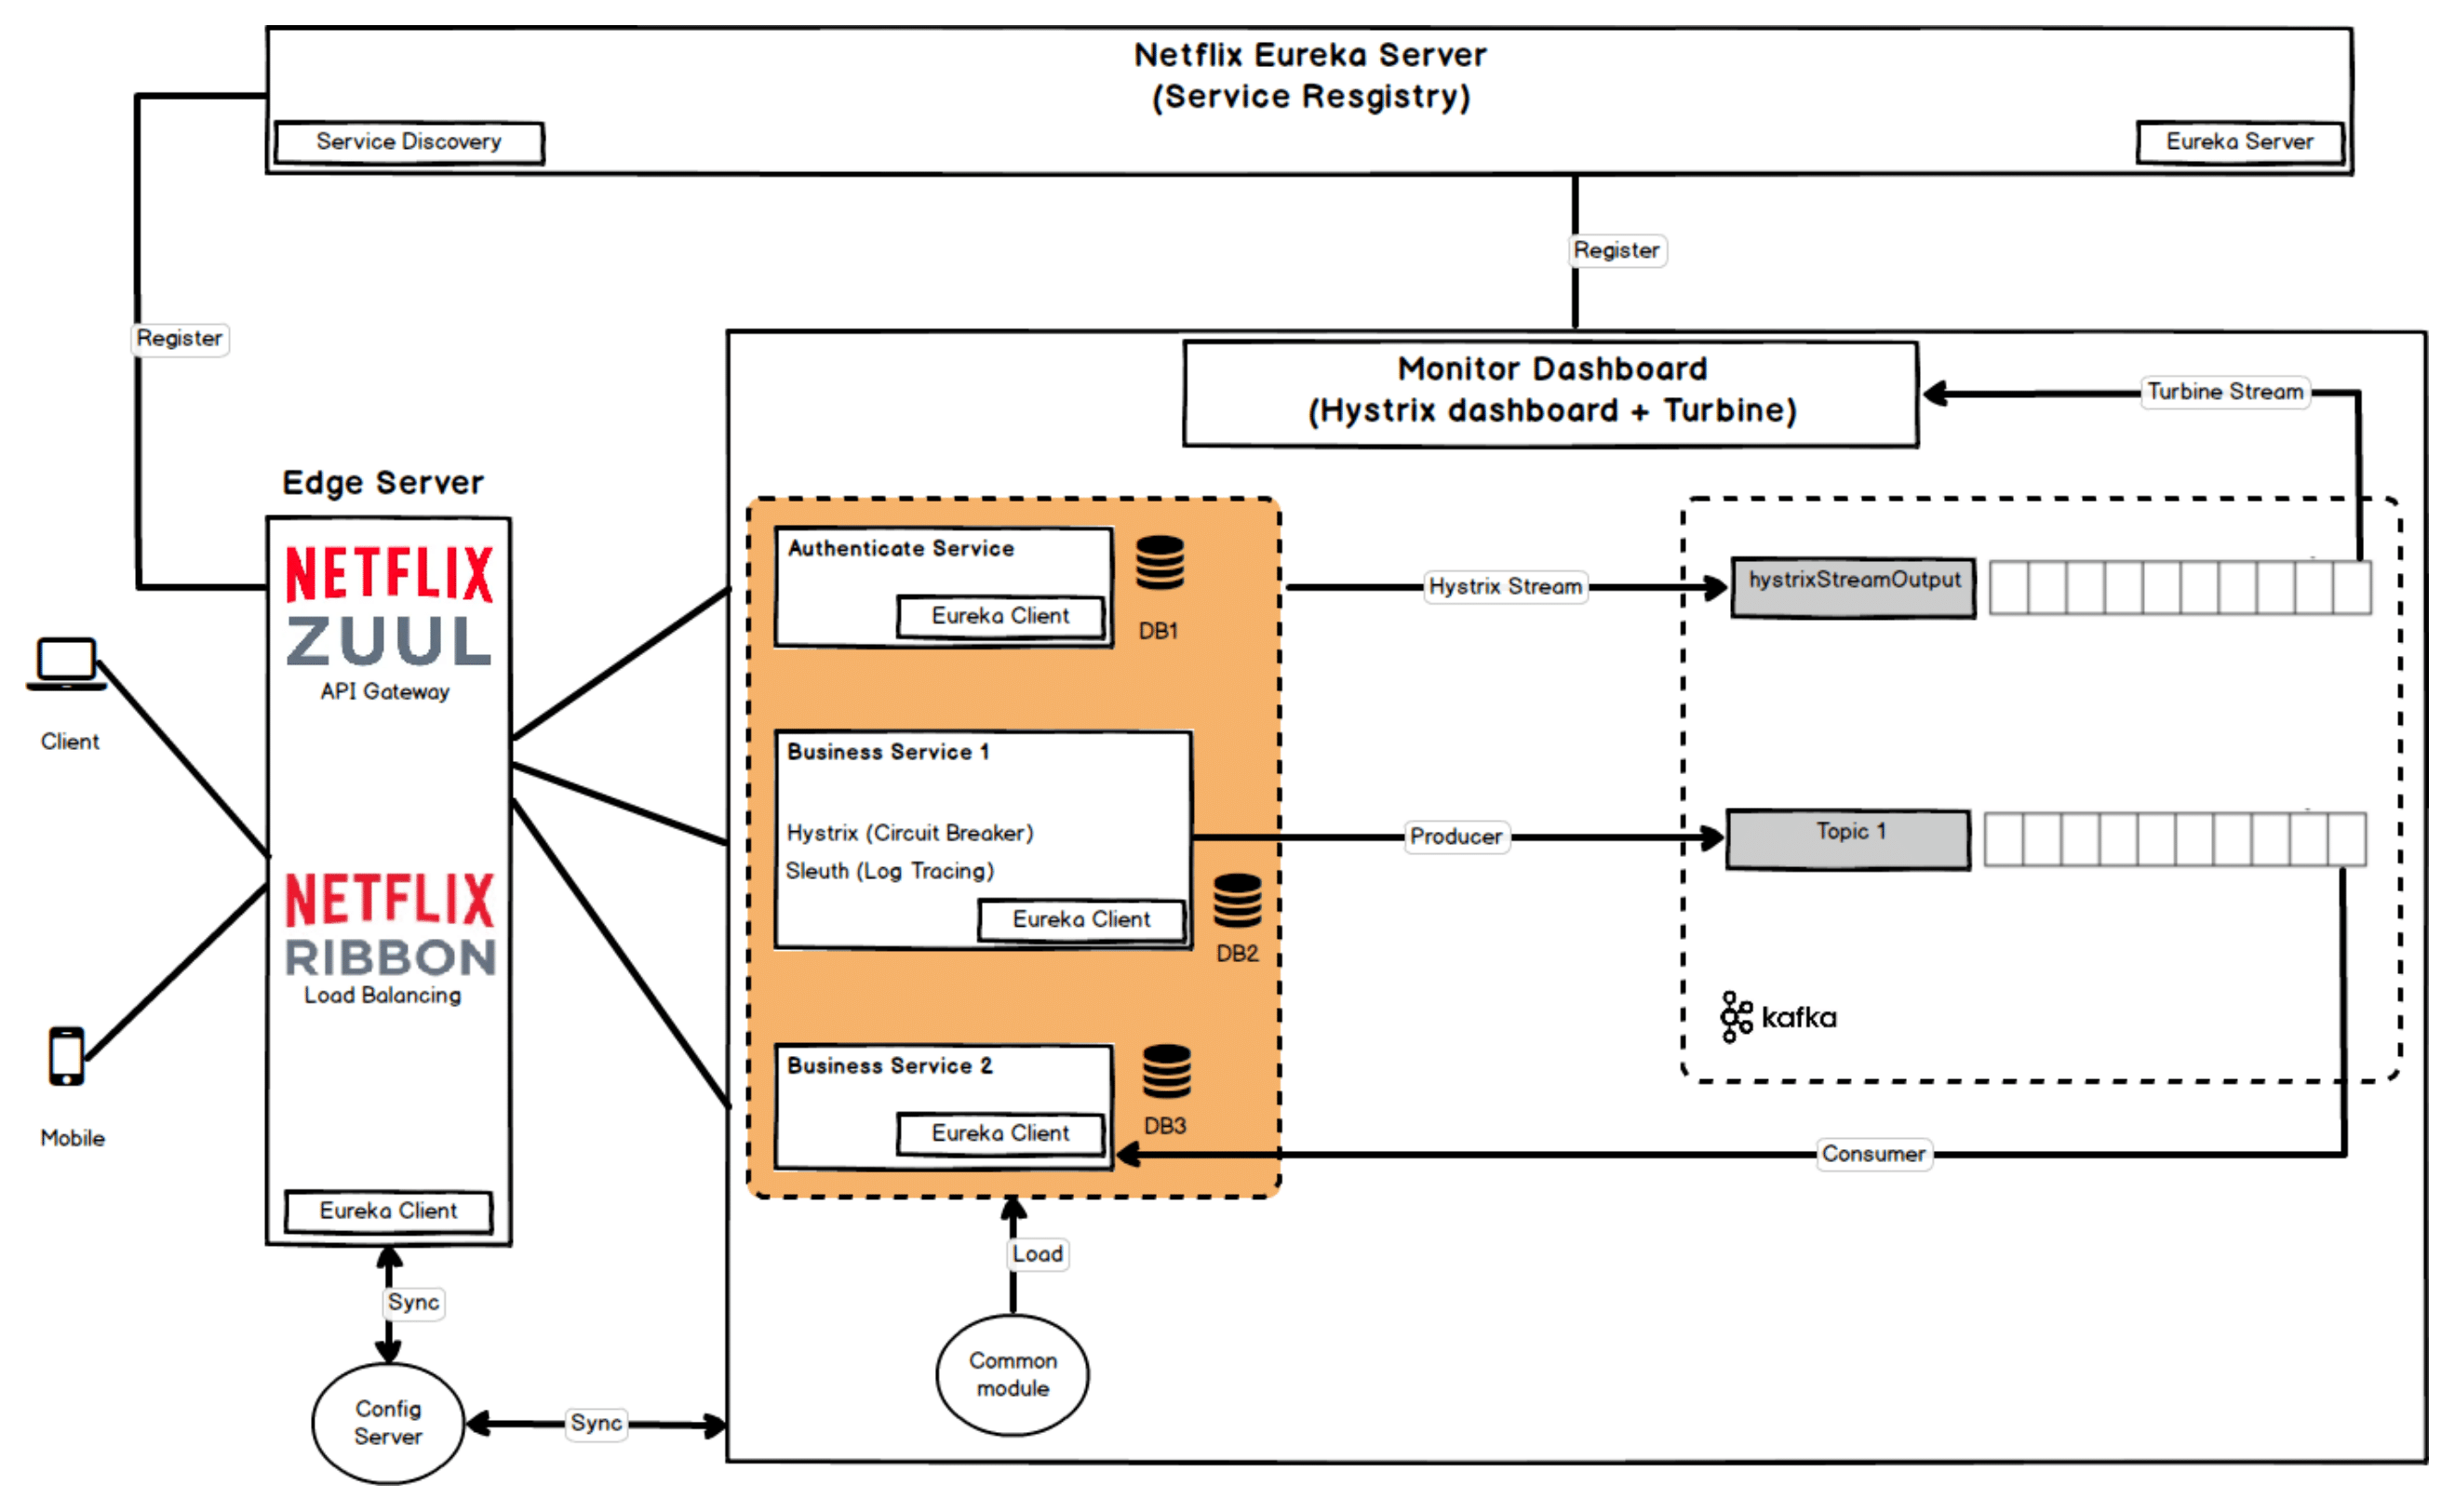 Netflix Eureka Server
(Service Resgistry)
Service Discovery
Eureka Server
Register
Register
Monitor Dashboard
(Hystrix dashboard + Turbine)
Turbine Stream
Edge Server
NETFLIX
ZUUL
API Gateway
NETFLIX
RIBBON
Load Balancing
Eureka Client
Client
Mobile
Authenticate Service
Eureka Client
DB1
Business Service 1
Hystrix (Circuit Breaker)
Sleuth (Log Tracing)
Eureka Client
DB2
Business Service 2
Eureka Client
DB3
Hystrix Stream
hystrixStreamOutput
Producer
Topic 1
kafka
Consumer
Load
Common
module
Sync
Config
Server
Sync